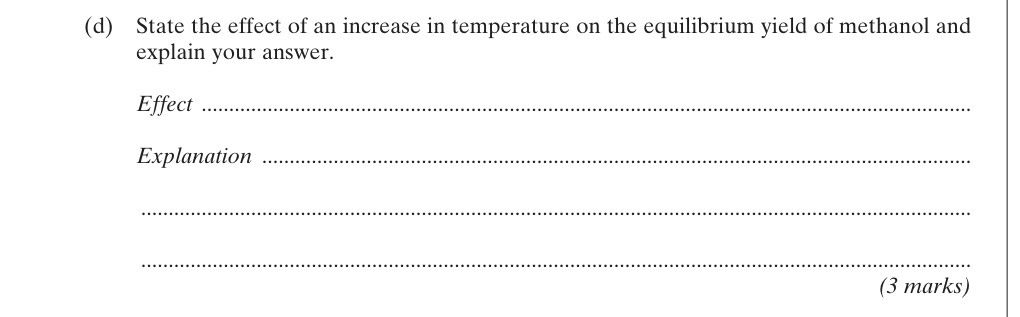 (d) State the effect of an increase in temperature on the equilibrium yield of methanol and
explain your answer.
Effect ........................................................................................................................
Explanation ........................................................................................................................
........................................................................................................................
........................................................................................................................
(3 marks)